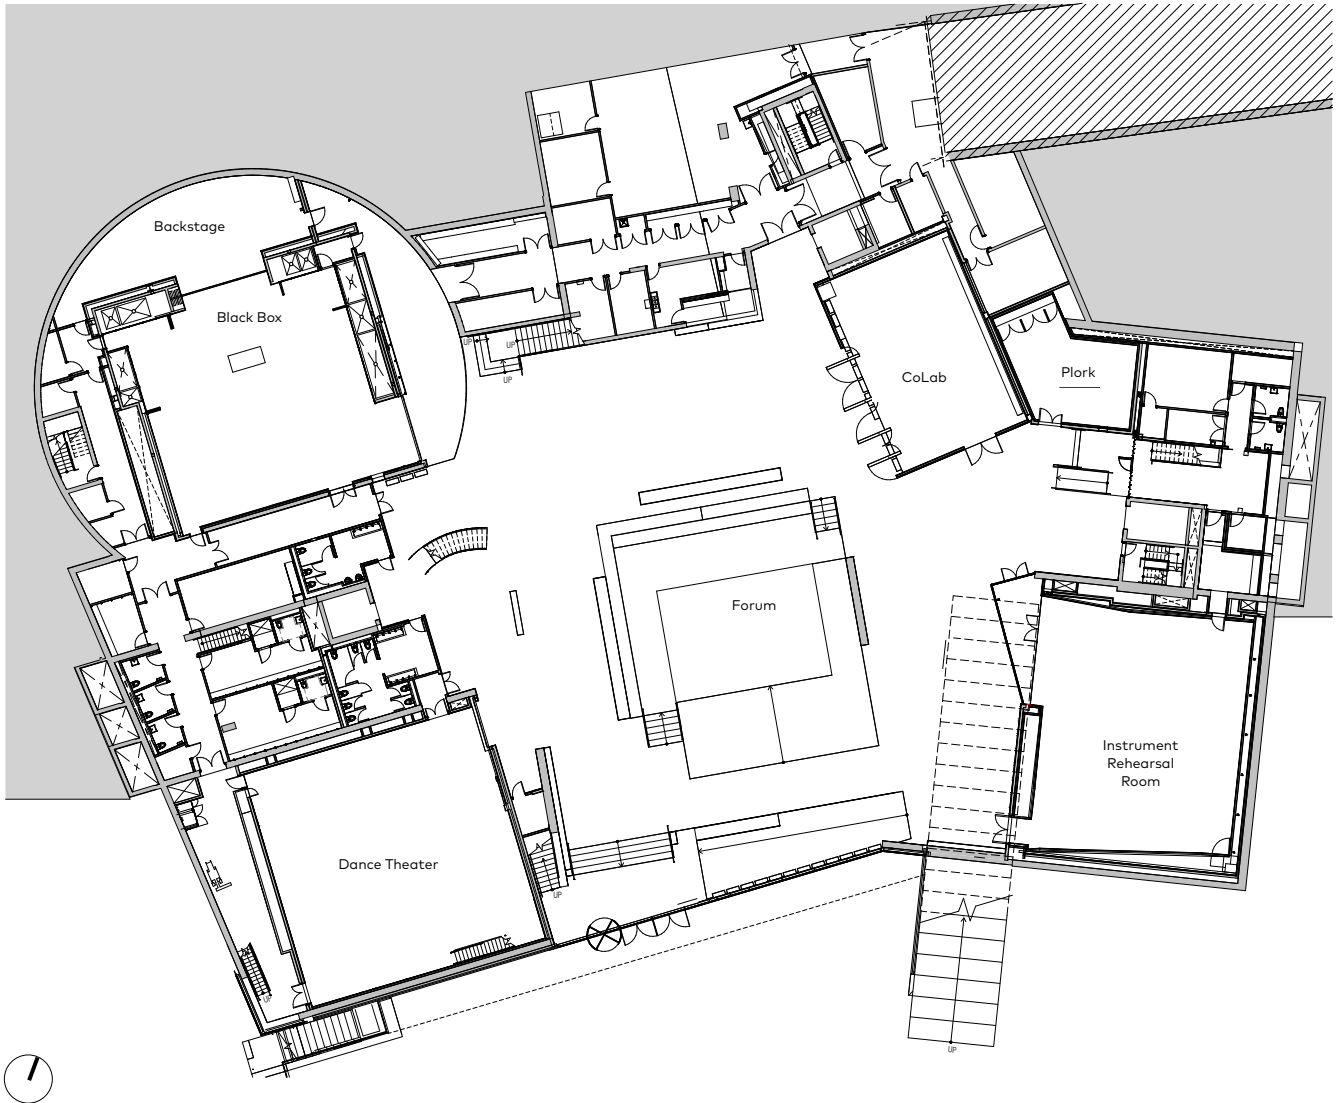 Backstage
Black Box
UP
UP
UP
CoLab
Plork
Forum
Instrument
Rehearsal
Room
Dance Theater
UP
UP
UP